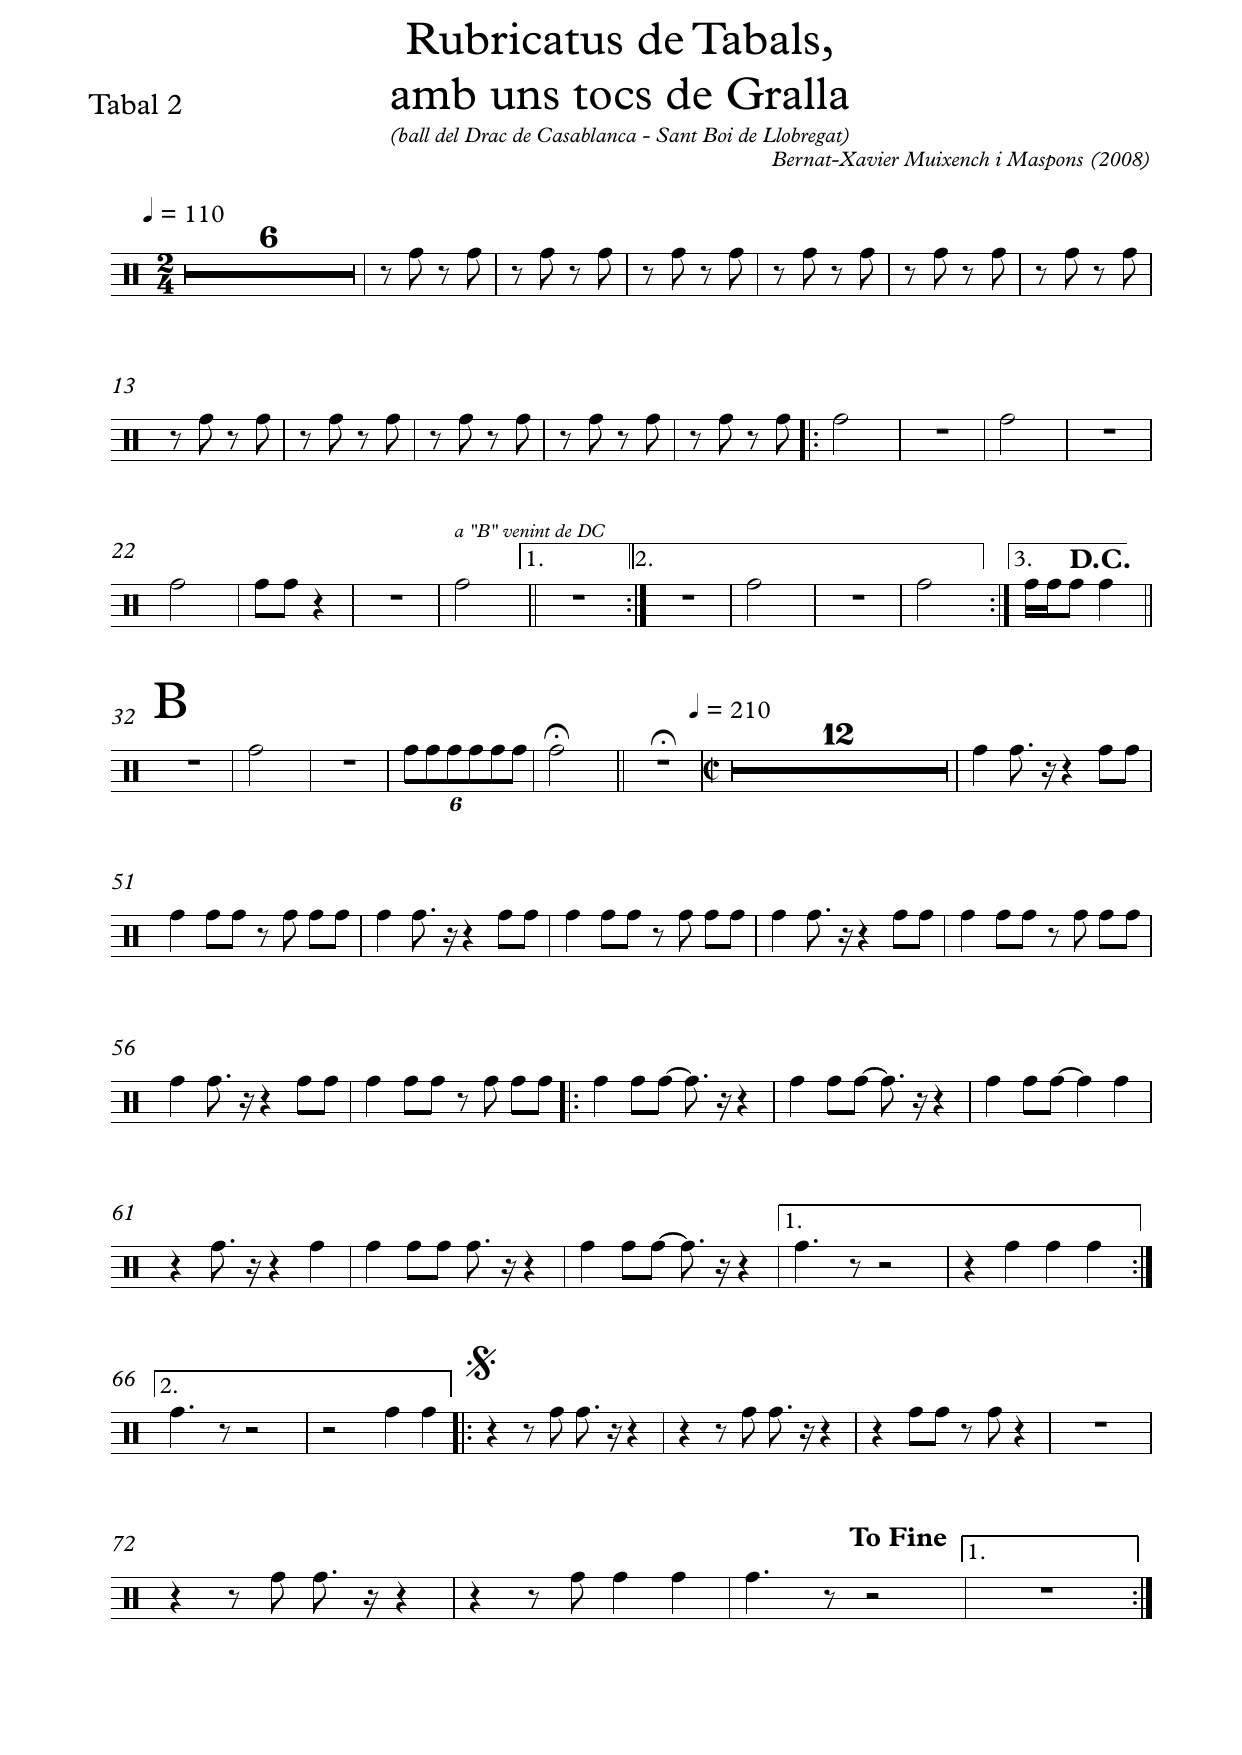 Rubricatus de Tabals,
amb uns tocs de Gralla
Tabal 2
(ball del Drac de Casablanca - Sant Boi de Llobregat)
Bernat-Xavier Muixench i Maspons (2008)
= 110
6
2
4
13
a "B" venint de DC
22
1.
2.
3.
D.C.
32
B
= 210
12
6
51
56
61
1.
66
2.
72
To Fine
1.